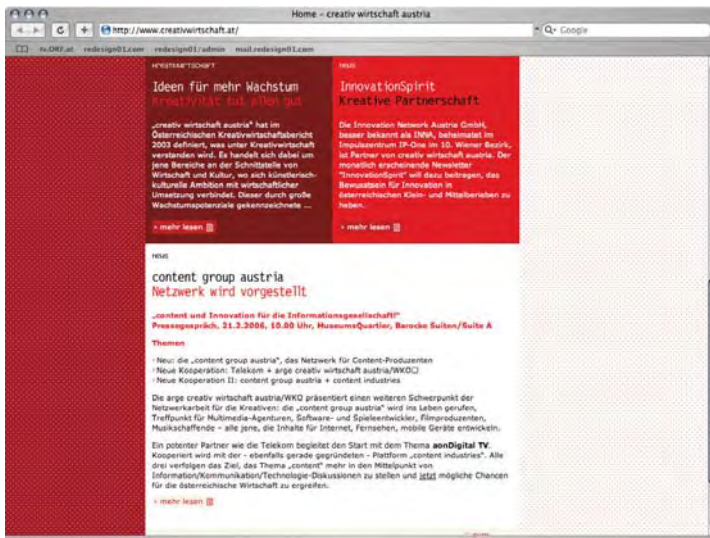 Home – creativ wirtschaft austria
http://www.creativwirtschaft.at/
Google
tv.ORF.at redesign01.com redesign01/admin mail.redesign01.com
Ideen für mehr Wachstum
Kreativität tut allen gut
„creativ wirtschaft austria" hat im
Österreichischen Kreativwirtschaftsbericht
2003 definiert, was unter Kreativwirtschaft
verstanden wird. Es handelt sich dabei um
jene Bereiche an der Schnittstelle von
Wirtschaft und Kultur, wo sich künstlerisch-
kulturelle Ambition mit wirtschaftlicher
Umsetzung verbindet. Dieser durch große
Wachstumspotenziale gekennzeichnete ...
› mehr lesen
news
InnovationSpirit
Kreative Partnerschaft
Die Innovation Network Austria GmbH,
besser bekannt als INNA, beheimatet im
Impulszentrum IP-One im 10. Wiener Bezirk,
ist Partner von creativ wirtschaft austria. Der
monatlich erscheinende Newsletter
"InnovationSpirit" will dazu beitragen, das
Bewusstsein für Innovation in
österreichischen Klein- und Mittelberieben zu
heben.
› mehr lesen
news
content group austria
Netzwerk wird vorgestellt
„content und Innovation für die Informationsgesellschaft!"
Pressegespräch, 21.2.2006, 10.00 Uhr, MuseumsQuartier, Barocke Suiten/Suite A
Themen
› Neu: die „content group austria", das Netzwerk für Content-Produzenten
› Neue Kooperation: Telekom + arge creativ wirtschaft austria/WKO
› Neue Kooperation II: content group austria + content industries
Die arge creativ wirtschaft austria/WKO präsentiert einen weiteren Schwerpunkt der
Netzwerkarbeit für die Kreativen: die „content group austria" wird ins Leben gerufen,
Treffpunkt für Multimedia-Agenturen, Software- und Spieleentwickler, Filmproduzenten,
Musikschaffende – alle jene, die Inhalte für Internet, Fernsehen, mobile Geräte entwickeln.
Ein potenter Partner wie die Telekom begleitet den Start mit dem Thema aonDigital TV.
Kooperiert wird mit der - ebenfalls gerade gegründeten - Plattform „content industries". Alle
drei verfolgen das Ziel, das Thema „content" mehr in den Mittelpunkt von
Information/Kommunikation/Technologie-Diskussionen zu stellen und jetzt mögliche Chancen
für die österreichische Wirtschaft zu ergreifen.
› mehr lesen